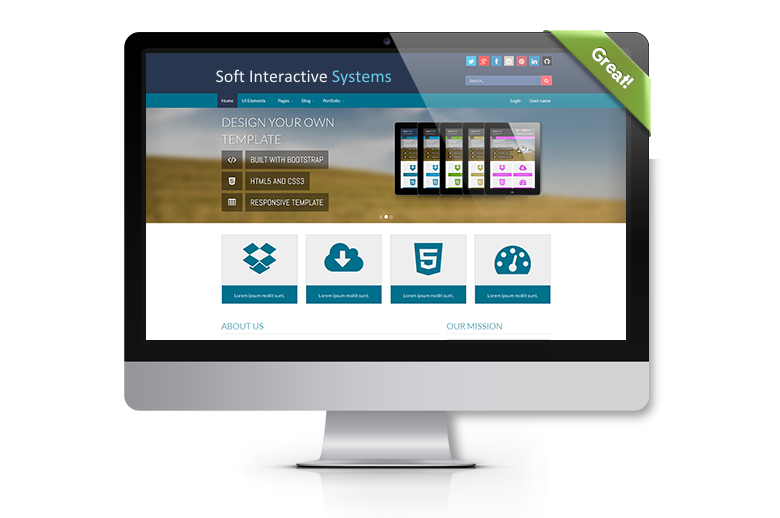 Great!
Soft Interactive Systems
Search...
Home UI Elements Pages Blog Portfolio Login User name
DESIGN YOUR OWN
TEMPLATE
BUILT WITH BOOTSTRAP
HTML5 AND CSS3
RESPONSIVE TEMPLATE
Lorem ipsum mollit sunt. Lorem ipsum mollit sunt. Lorem ipsum mollit sunt. Lorem ipsum mollit sunt.
ABOUT US OUR MISSION